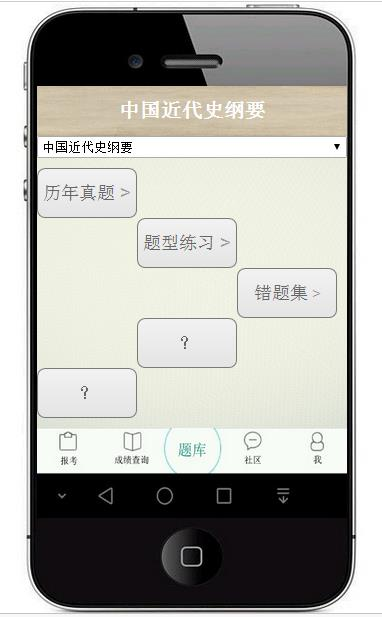 中国近代史纲要
中国近代史纲要
历年真题 >
题型练习 >
错题集 >
?
?
报考 成绩查询 题库 社区 我